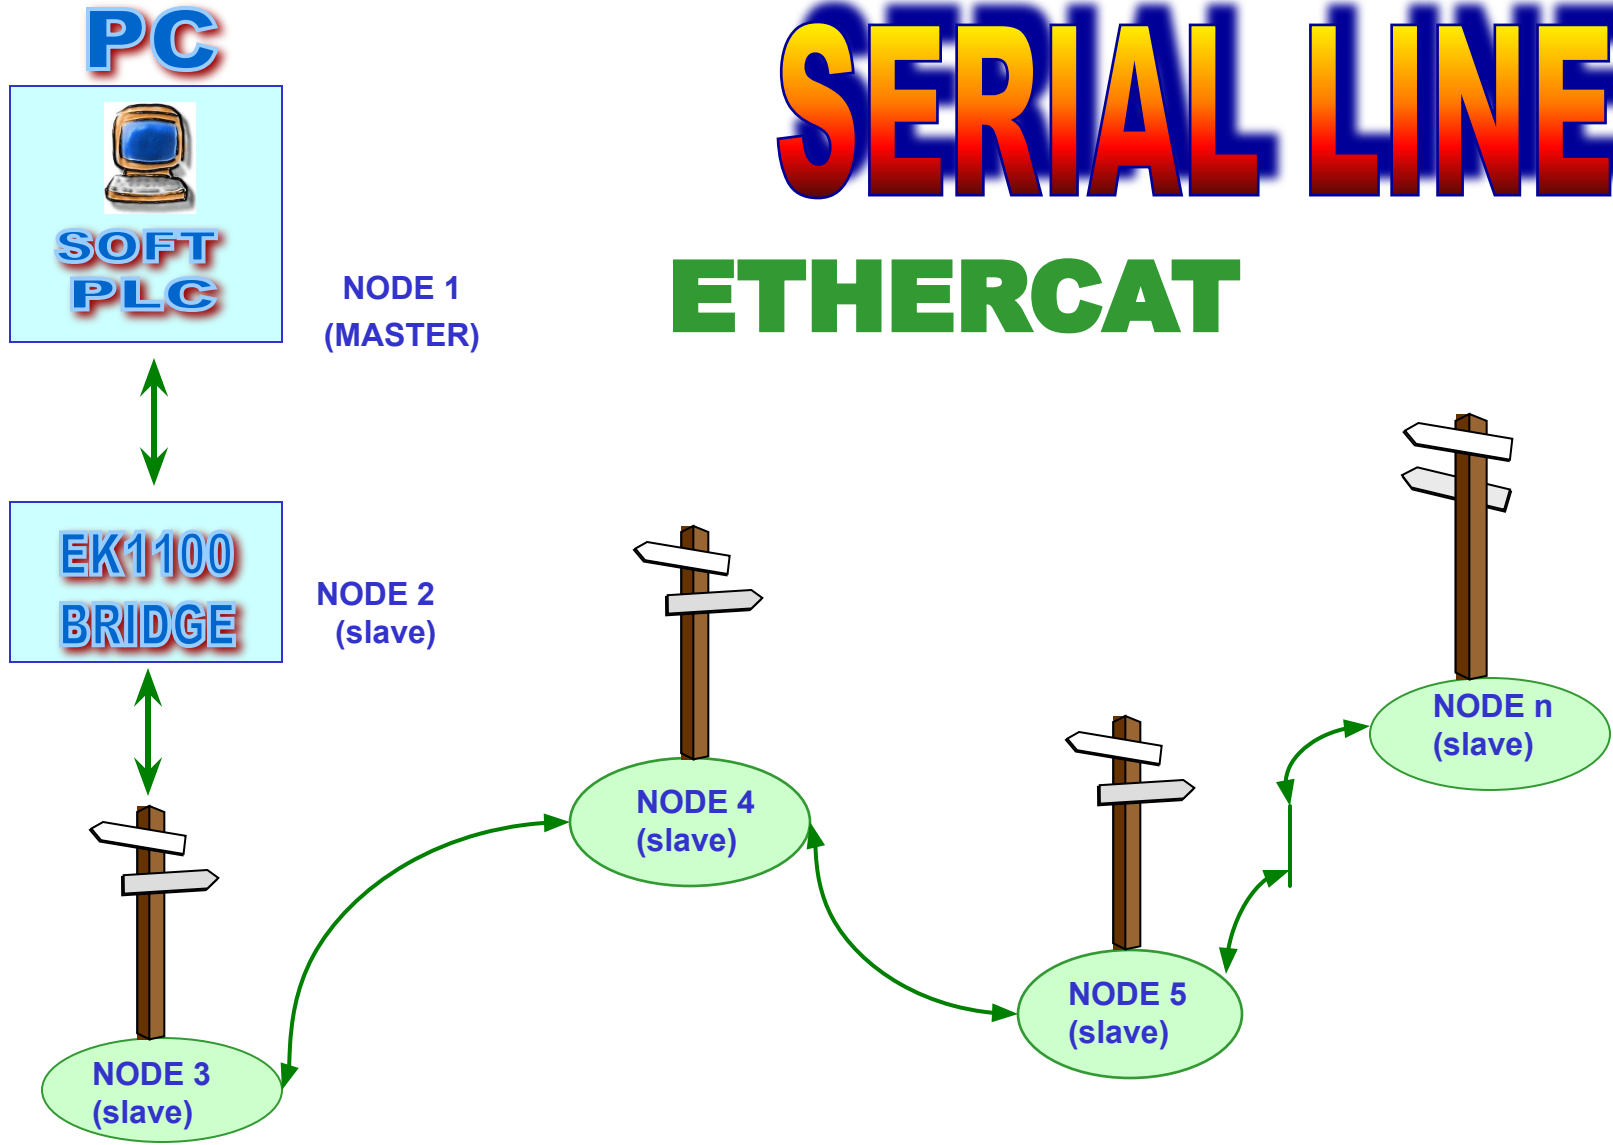 PC
SERIAL LINE
SOFT
PLC
NODE 1
(MASTER)
ETHERCAT
EK1100
BRIDGE
NODE 2
(slave)
NODE n
(slave)
NODE 4
(slave)
NODE 5
(slave)
NODE 3
(slave)